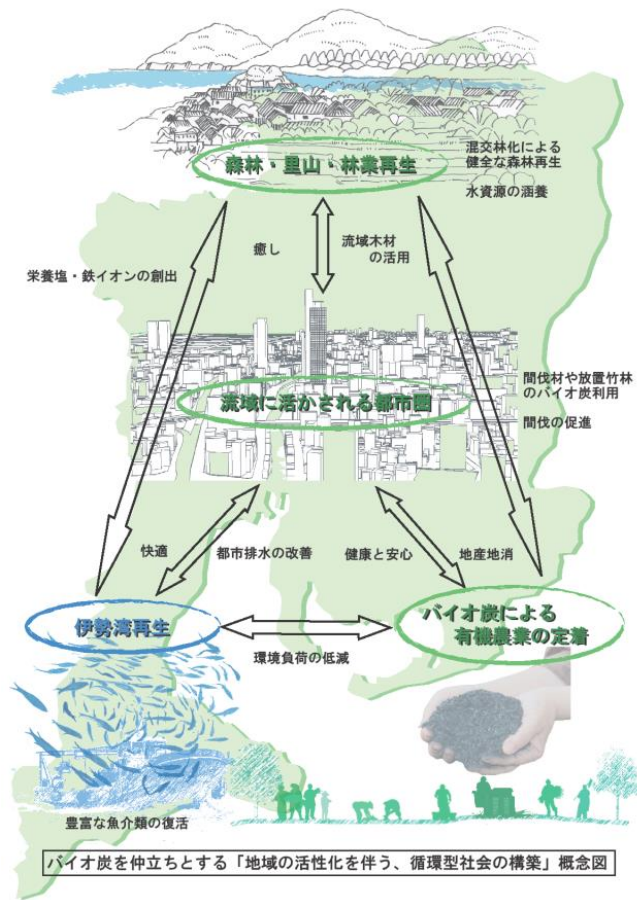 混交林化による
健全な森林再生
森林・里山・林業再生
水資源の涵養
癒し
流域木材
の活用
栄養塩・鉄イオンの創出
間伐材や放置竹林
のバイオ炭利用
流域に活かされる都市圏
間伐の促進
快適
都市排水の改善
健康と安心
地産地消
伊勢湾再生
バイオ炭による
有機農業の定着
環境負荷の低減
豊富な魚介類の復活
バイオ炭を仲立ちとする「地域の活性化を伴う、循環型社会の構築」概念図